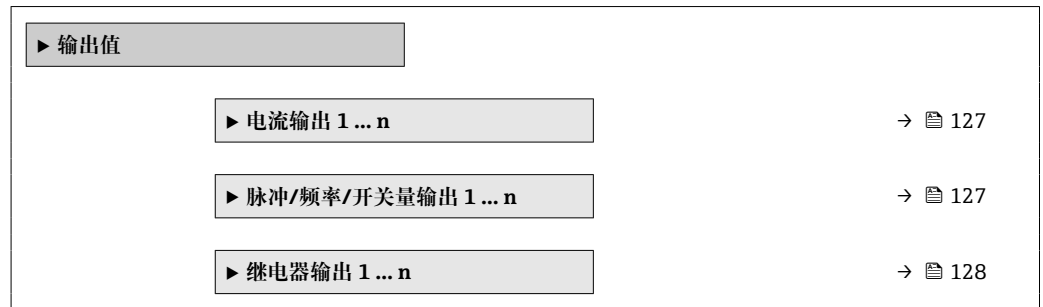 ▶ 输出值
▶ 电流输出 1 … n → 🖹 127
▶ 脉冲/频率/开关量输出 1 … n → 🖹 127
▶ 继电器输出 1 … n → 🖹 128